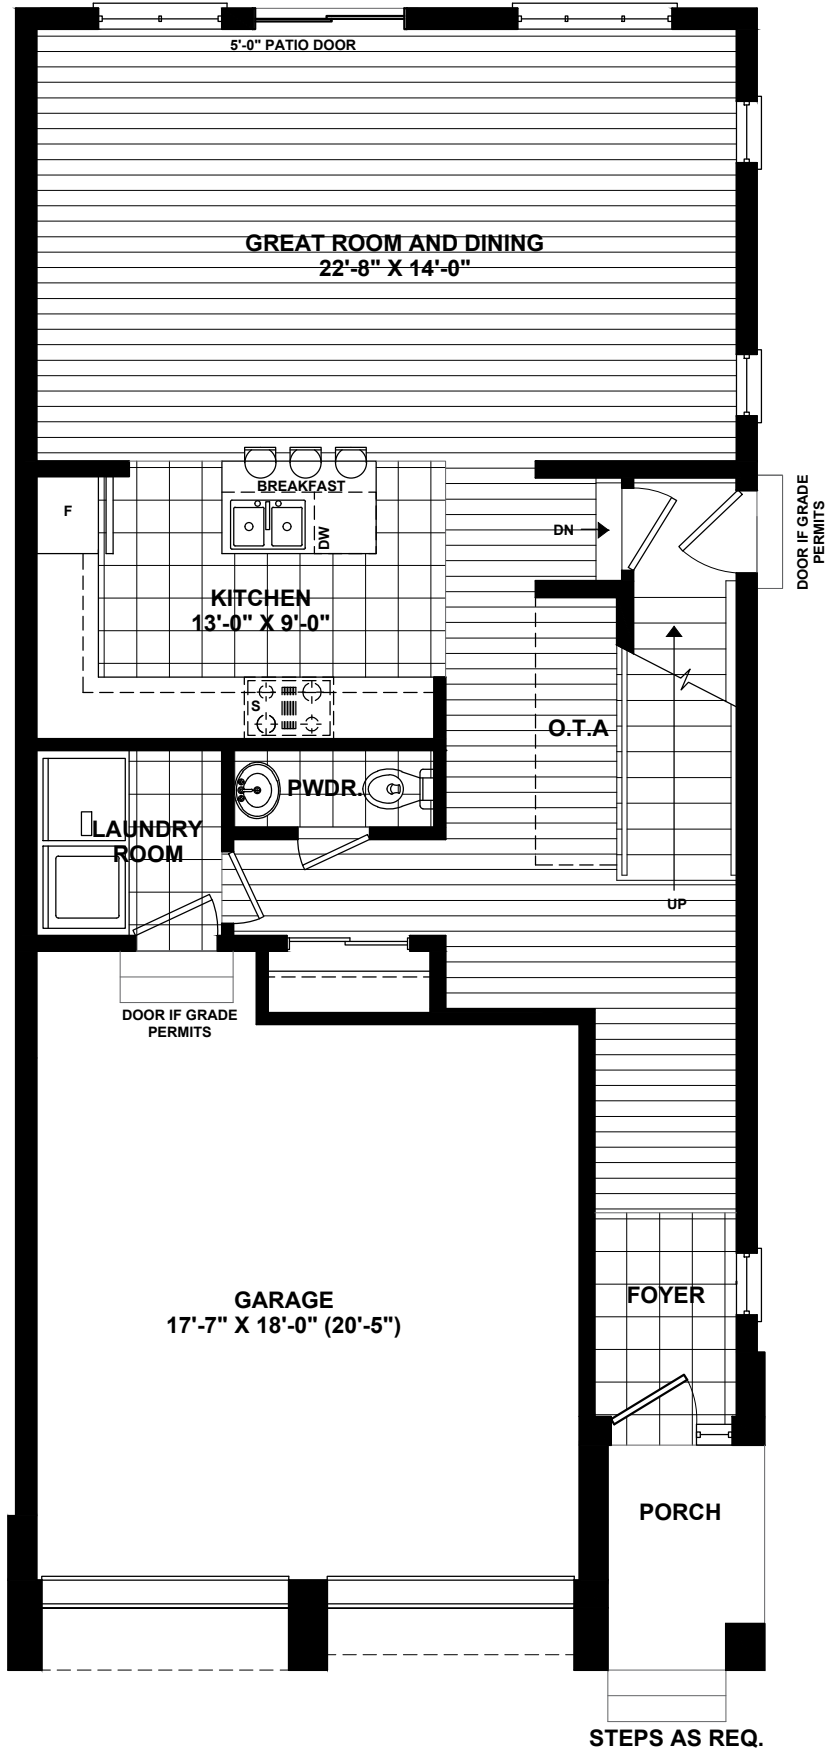 5'-0" PATIO DOOR
GREAT ROOM AND DINING
22'-8" X 14'-0"
BREAKFAST
F
DW
DN
DOOR IF GRADE
PERMITS
KITCHEN
13'-0" X 9'-0"
S
O.T.A
PWDR.
LAUNDRY
ROOM
UP
DOOR IF GRADE
PERMITS
GARAGE
17'-7" X 18'-0" (20'-5")
FOYER
PORCH
STEPS AS REQ.